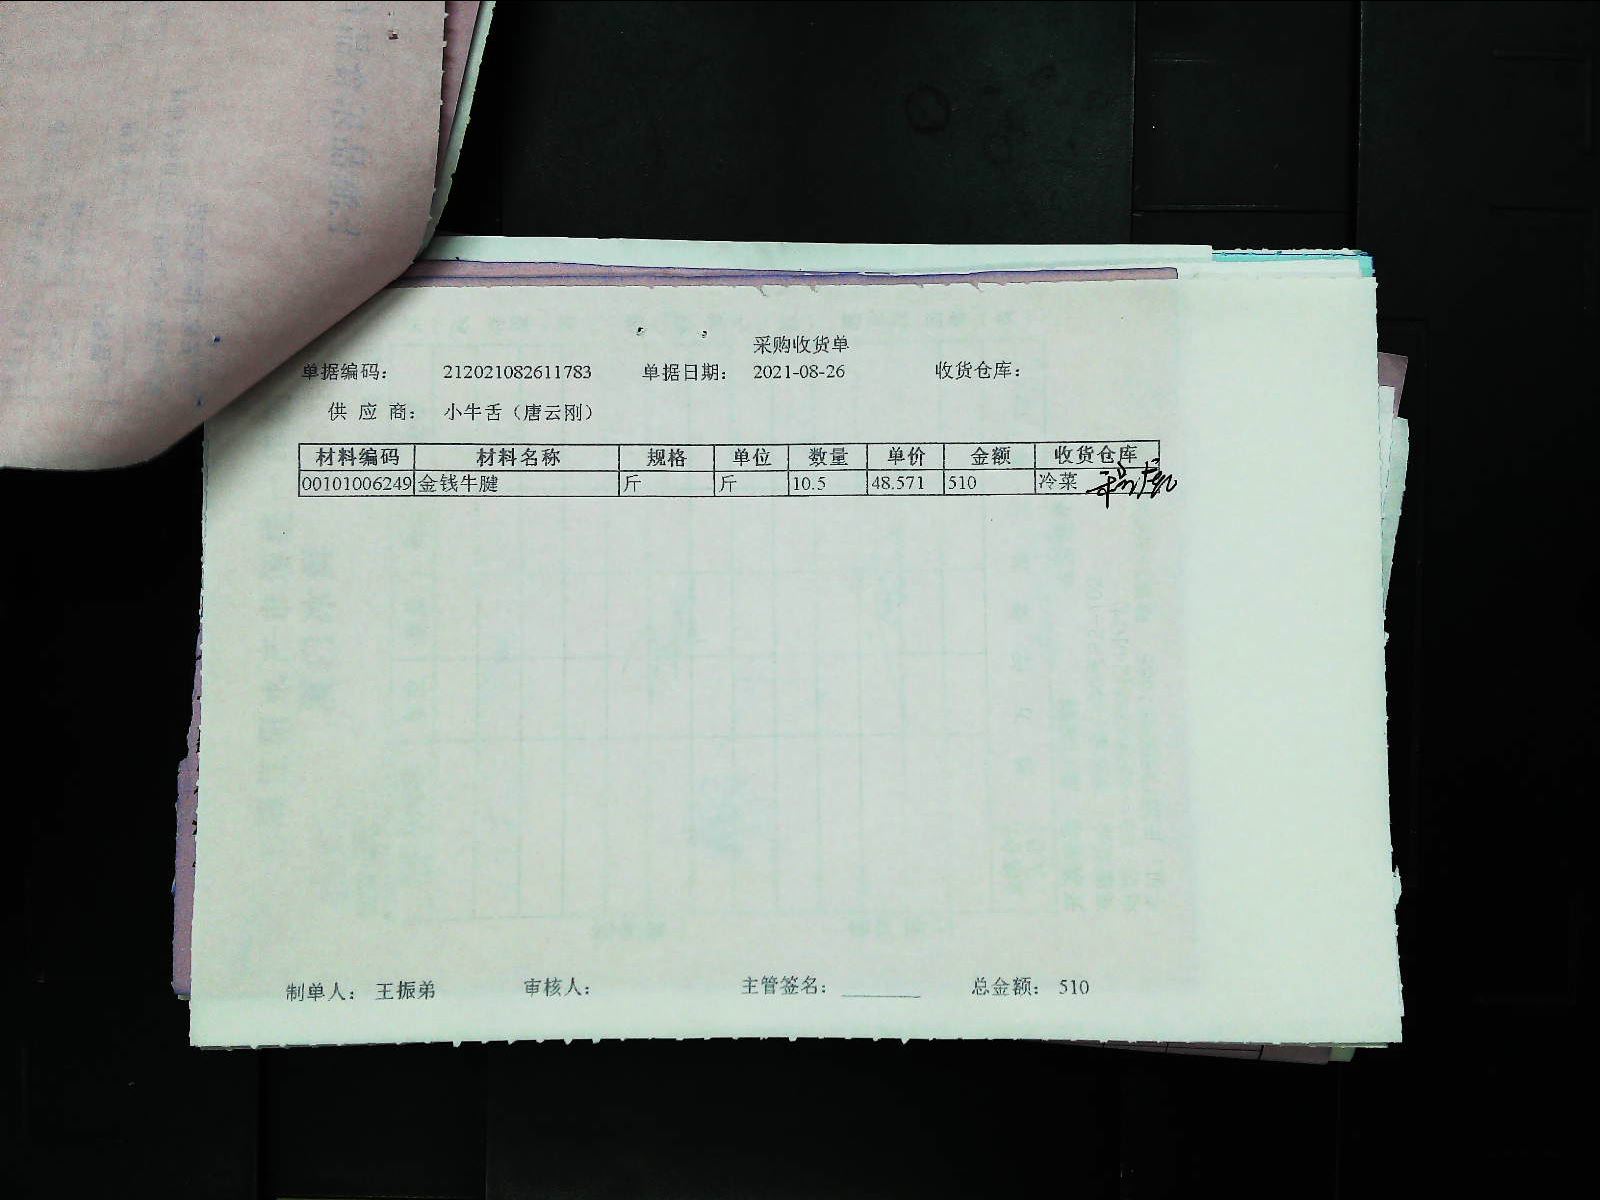 采购收货单
单据编码： 212021082611783 单据日期： 2021-08-26 收货仓库：
供 应 商： 小牛舌（唐云刚）
材料编码 材料名称 规格 单位 数量 单价 金额 收货仓库
00101006249 金钱牛腱 斤 斤 10.5 48.571 510 冷菜
制单人： 王振弟 审核人： 主管签名： 总金额： 510